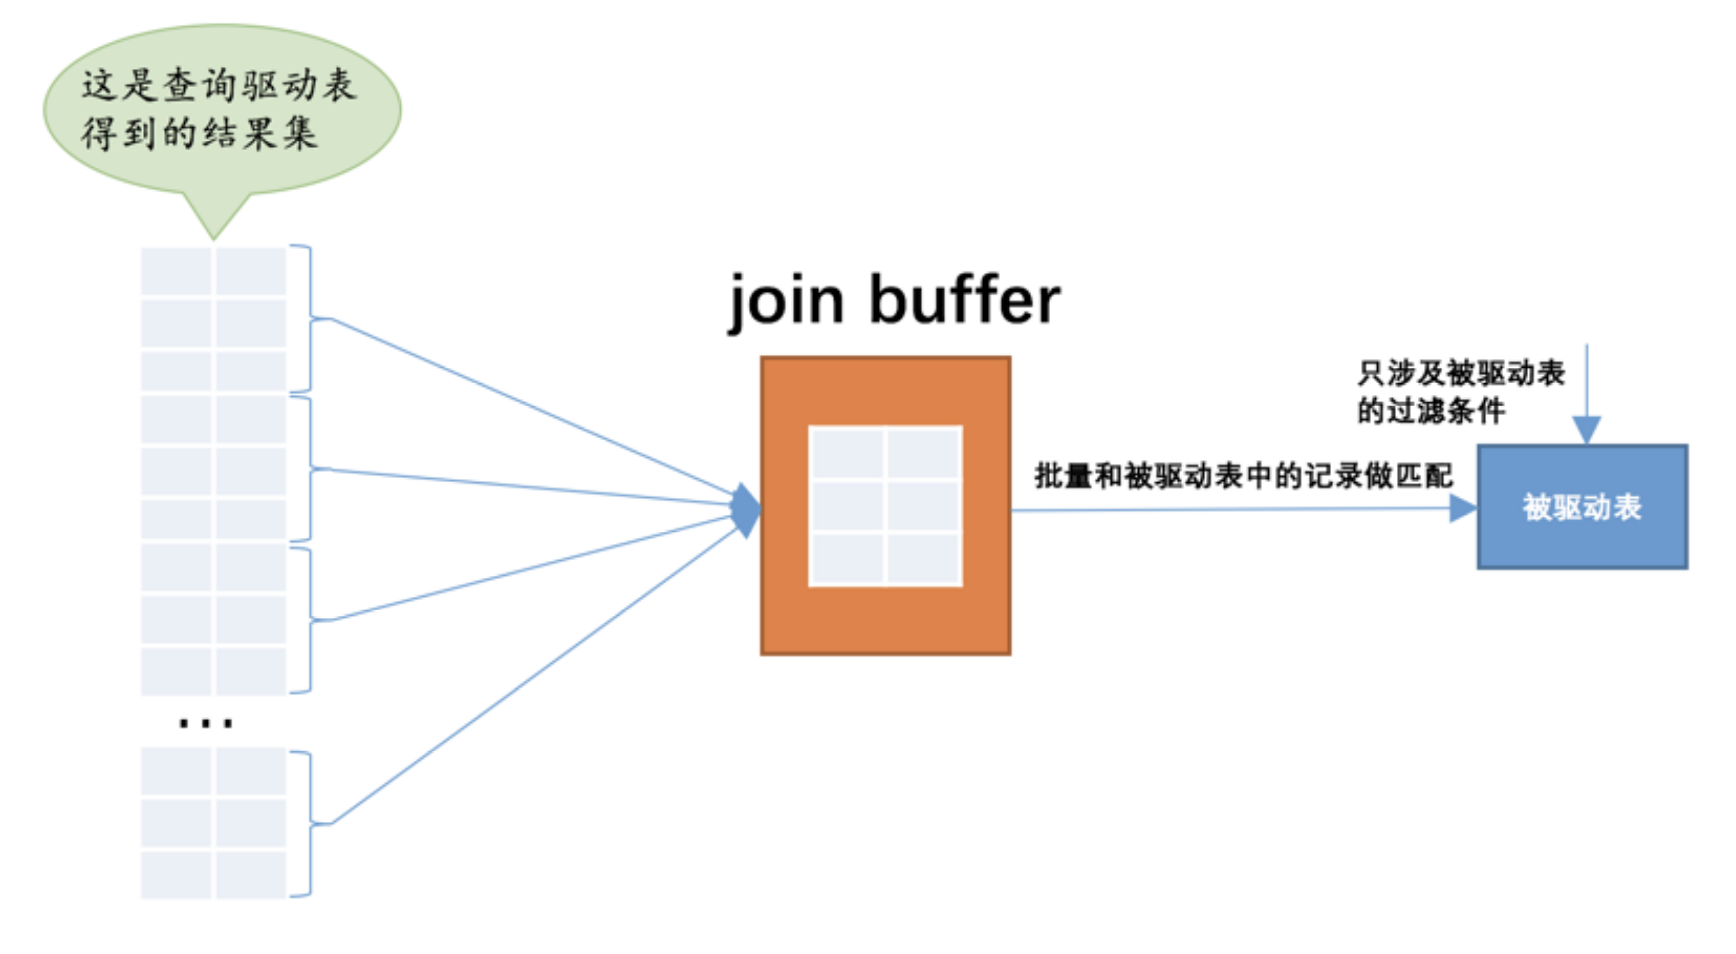 这是查询驱动表
得到的结果集
join buffer
只涉及被驱动表
的过滤条件
批量和被驱动表中的记录做匹配
被驱动表
...